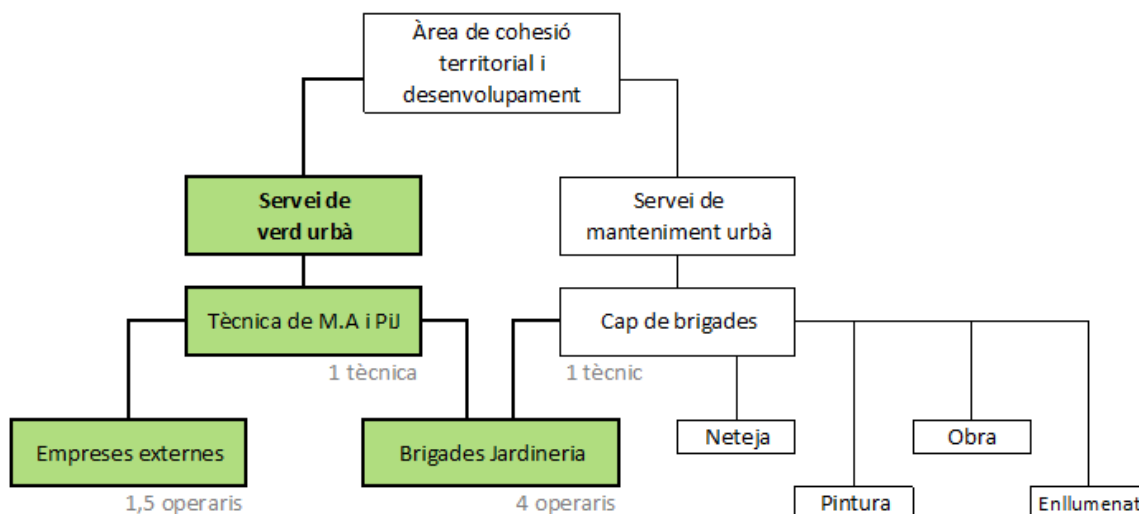 Àrea de cohesió
territorial i
desenvolupament
Servei de
verd urbà
Servei de
manteniment urbà
Tècnica de M.A i PiJ
Cap de brigades
1 tècnica
1 tècnic
Empreses externes
Brigades Jardineria
Neteja
Obra
1,5 operaris
4 operaris
Pintura
Enllumenat